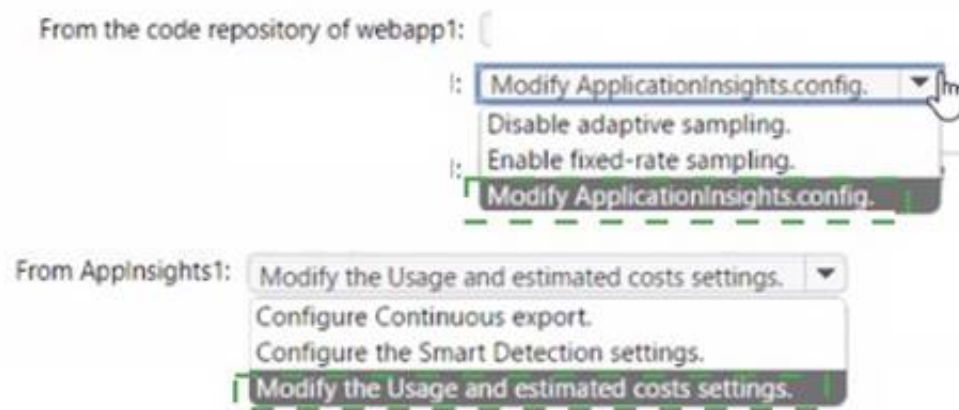 From the code repository of webapp1:
Modify ApplicationInsights.config.
Disable adaptive sampling.
Enable fixed-rate sampling.
Modify ApplicationInsights.config.
From AppInsights1: Modify the Usage and estimated costs settings.
Configure Continuous export.
Configure the Smart Detection settings.
Modify the Usage and estimated costs settings.